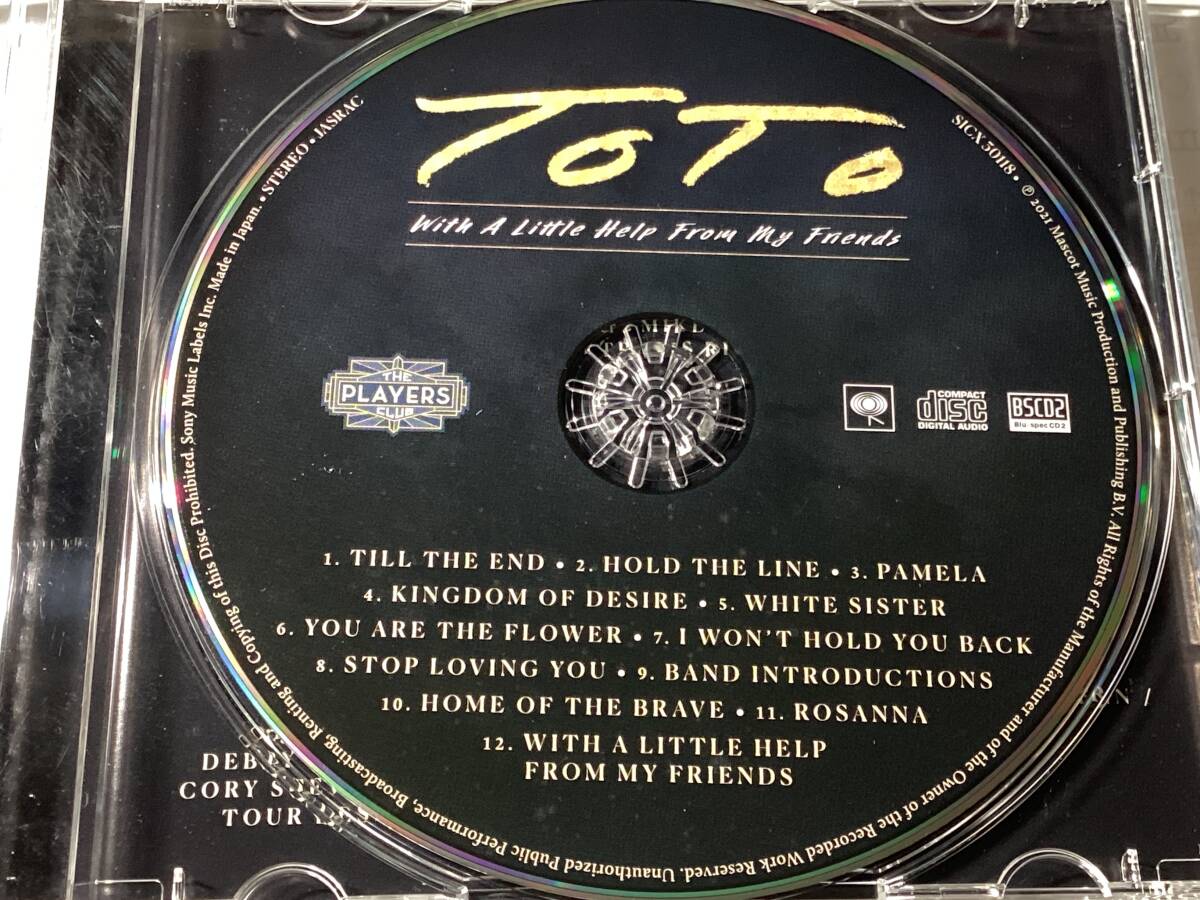 TOTO
With A Little Help From My Friends
THE
PLAYERS
CLUB
COMPACT
disc
DIGITAL AUDIO
BSCD2
Blu-spec CD2
1. TILL THE END • 2. HOLD THE LINE • 3. PAMELA
4. KINGDOM OF DESIRE • 5. WHITE SISTER
6. YOU ARE THE FLOWER • 7. I WON'T HOLD YOU BACK
8. STOP LOVING YOU • 9. BAND INTRODUCTIONS
10. HOME OF THE BRAVE • 11. ROSANNA
12. WITH A LITTLE HELP
FROM MY FRIENDS
SICX 30118 • ℗ 2021 Mascot Music Production and Publishing B.V. All Rights of the Manufacturer and of the Owner of the Recorded Work Reserved. Unauthorized Public Performance, Broadcasting, Renting and Copying of this Disc Prohibited. Sony Music Labels Inc. Made in Japan. • STEREO • JASRAC
CORY
TOUR